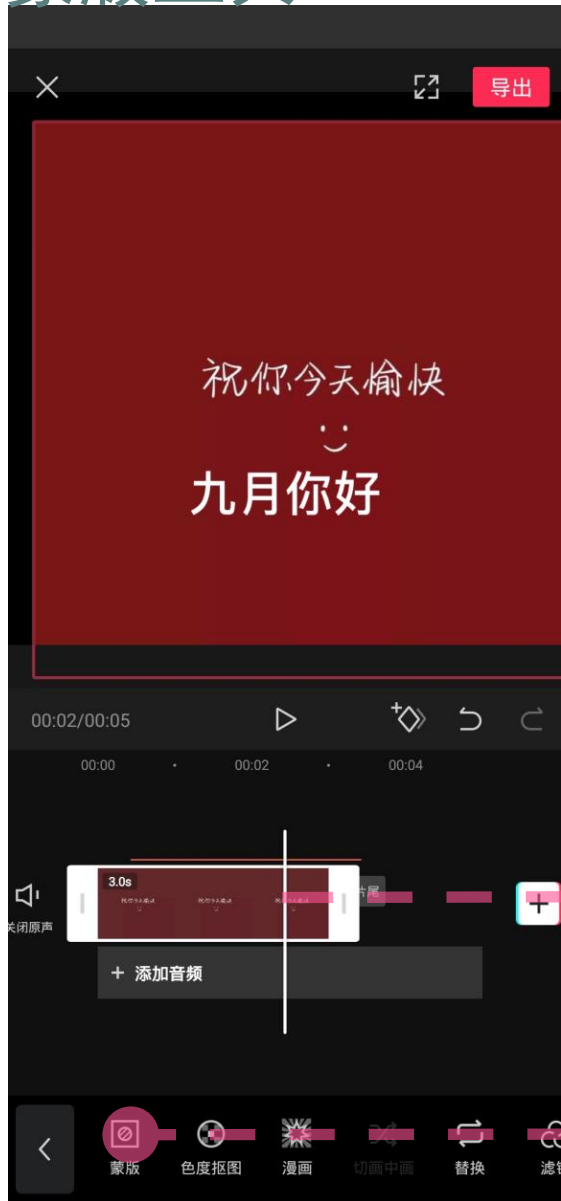 导出
祝你今天愉快
九月你好
00:02/00:05
00:00
00:02
00:04
3.0s
片尾
关闭原声
+ 添加音频
蒙版
色度抠图
漫画
切画中画
替换